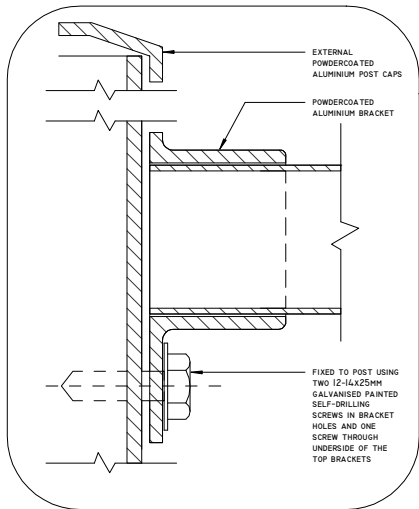 EXTERNAL
POWDERCOATED
ALUMINIUM POST CAPS
POWDERCOATED
ALUMINIUM BRACKET
FIXED TO POST USING
TWO 12-14X25MM
GALVANISED PAINTED
SELF-DRILLING
SCREWS IN BRACKET
HOLES AND ONE
SCREW THROUGH
UNDERSIDE OF THE
TOP BRACKETS